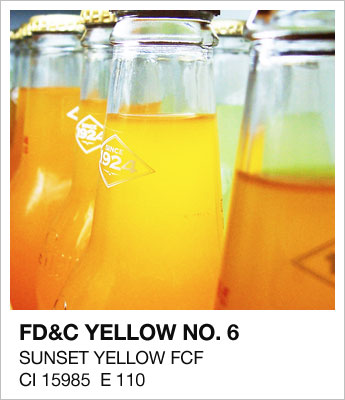 SINCE
1924
FD&C YELLOW NO. 6
SUNSET YELLOW FCF
CI 15985 E 110